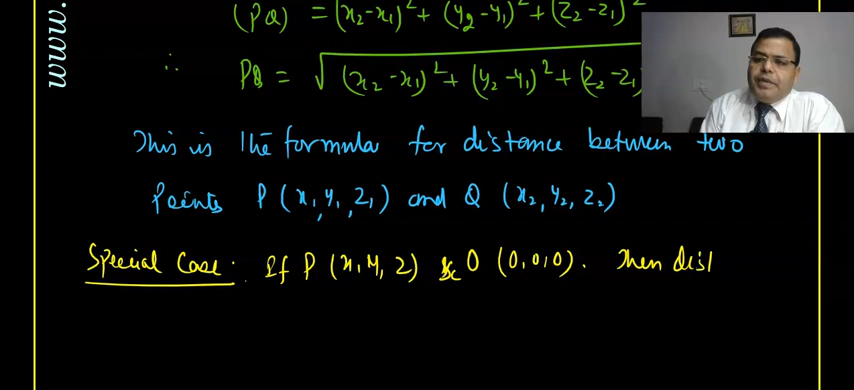 www.
(PQ) = (x₂-x₁)² + (y₂-y₁)² + (z₂-z₁)²
∴ PQ = √(x₂-x₁)² + (y₂-y₁)² + (z₂-z₁)
This is the formula for distance between two
points P (x₁, y₁, z₁) and Q (x₂, y₂, z₂)
Special Case: If P (x, y, z) & O (0,0,0). Then dist